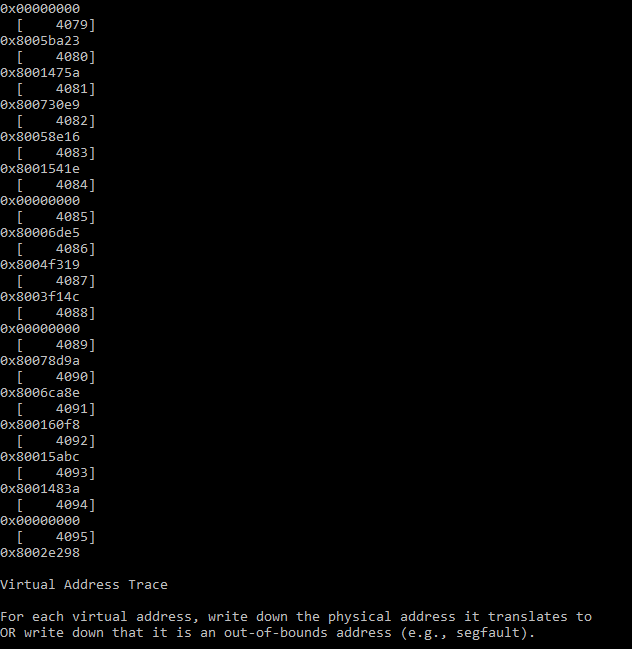 0x00000000
[    4079]
0x8005ba23
[    4080]
0x8001475a
[    4081]
0x800730e9
[    4082]
0x80058e16
[    4083]
0x8001541e
[    4084]
0x00000000
[    4085]
0x80006de5
[    4086]
0x8004f319
[    4087]
0x8003f14c
[    4088]
0x00000000
[    4089]
0x80078d9a
[    4090]
0x8006ca8e
[    4091]
0x800160f8
[    4092]
0x80015abc
[    4093]
0x8001483a
[    4094]
0x00000000
[    4095]
0x8002e298
Virtual Address Trace
For each virtual address, write down the physical address it translates to
OR write down that it is an out-of-bounds address (e.g., segfault).